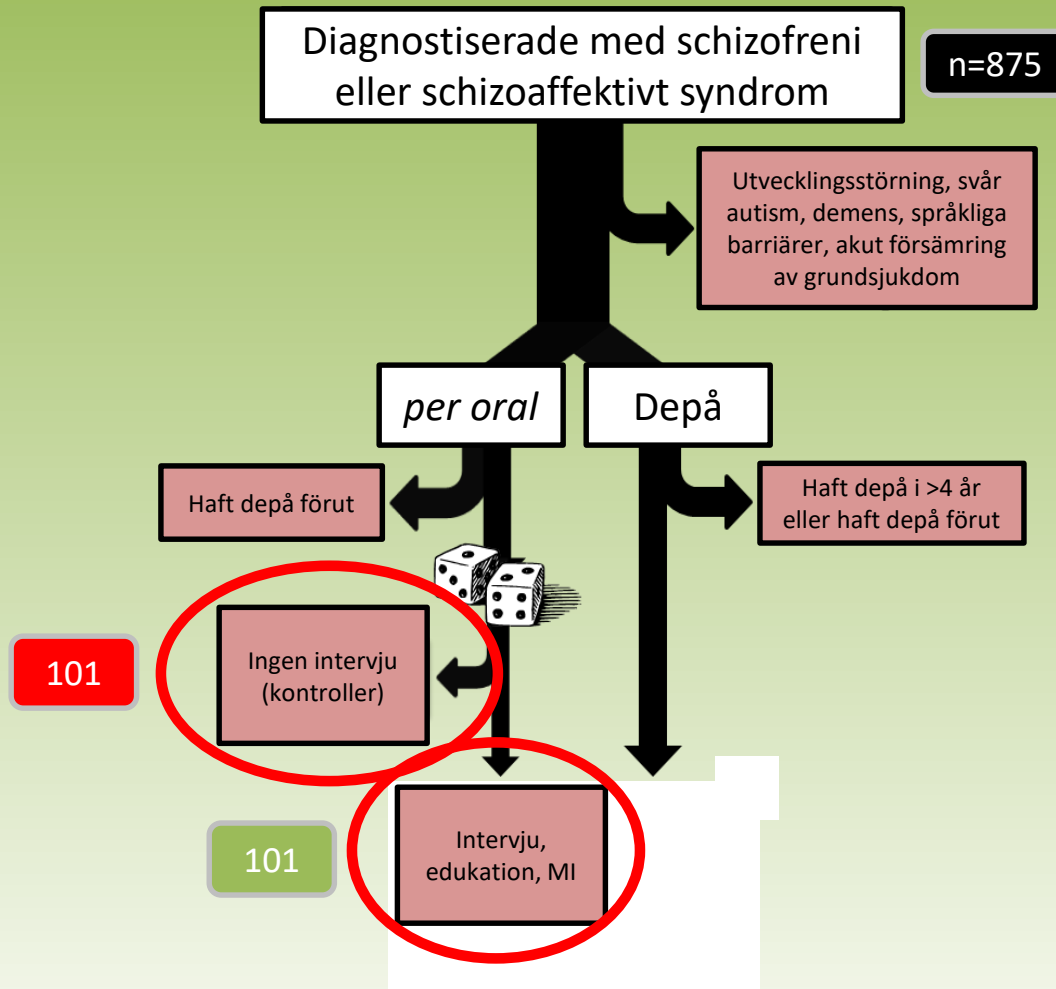 Diagnostiserade med schizofreni
eller schizoaffektivt syndrom
n=875
Utvecklingsstörning, svår
autism, demens, språkliga
barriärer, akut försämring
av grundsjukdom
per oral
Depå
Haft depå förut
Haft depå i >4 år
eller haft depå förut
101
Ingen intervju
(kontroller)
101
Intervju,
edukation, MI